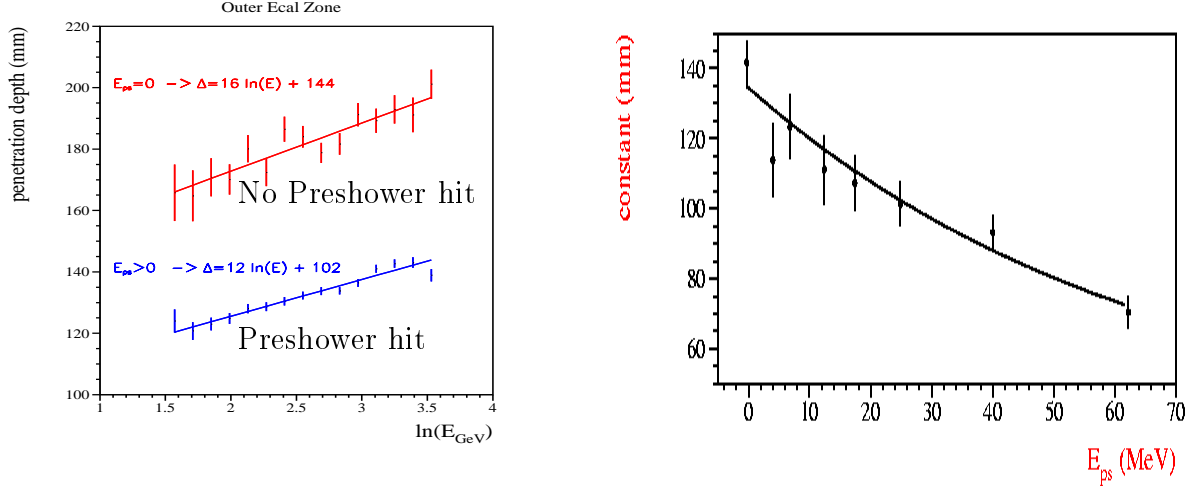 Outer Ecal Zone
penetration depth (mm)
220
200
180
160
140
120
100
E_ps=0 -> Δ=16 ln(E) + 144
No Preshower hit
E_ps>0 -> Δ=12 ln(E) + 102
Preshower hit
1 1.5 2 2.5 3 3.5 4
ln(E_GeV)
constant (mm)
140
120
100
80
60
0 10 20 30 40 50 60 70
E_ps (MeV)